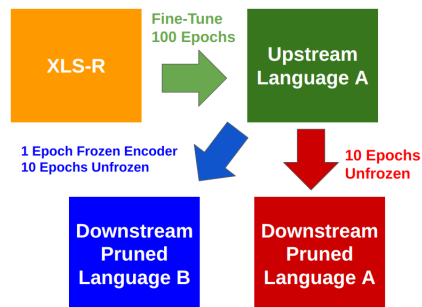 Fine-Tune
100 Epochs
XLS-R
Upstream
Language A
1 Epoch Frozen Encoder
10 Epochs Unfrozen
10 Epochs
Unfrozen
Downstream
Pruned
Language B
Downstream
Pruned
Language A